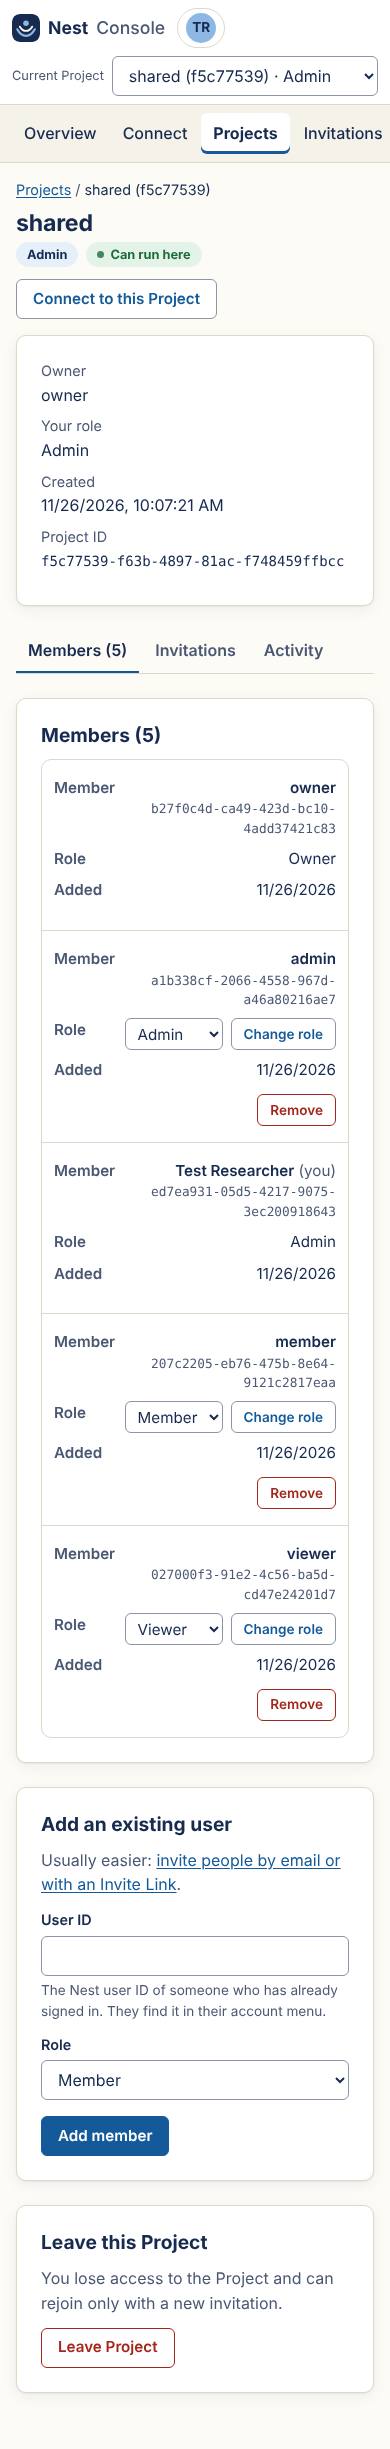 Nest Console TR
Current Project shared (f5c77539) · Admin
Overview Connect Projects Invitations
Projects / shared (f5c77539)
shared
Admin Can run here
Connect to this Project
Owner
owner
Your role
Admin
Created
11/26/2026, 10:07:21 AM
Project ID
f5c77539-f63b-4897-81ac-f748459ffbcc
Members (5) Invitations Activity
Members (5)
Member owner
b27f0c4d-ca49-423d-bc10-
4add37421c83
Role Owner
Added 11/26/2026
Member admin
a1b338cf-2066-4558-967d-
a46a80216ae7
Role Admin Change role
Added 11/26/2026
Remove
Member Test Researcher (you)
ed7ea931-05d5-4217-9075-
3ec200918643
Role Admin
Added 11/26/2026
Member member
207c2205-eb76-475b-8e64-
9121c2817eaa
Role Member Change role
Added 11/26/2026
Remove
Member viewer
027000f3-91e2-4c56-ba5d-
cd47e24201d7
Role Viewer Change role
Added 11/26/2026
Remove
Add an existing user
Usually easier: invite people by email or
with an Invite Link.
User ID
The Nest user ID of someone who has already
signed in. They find it in their account menu.
Role
Member
Add member
Leave this Project
You lose access to the Project and can
rejoin only with a new invitation.
Leave Project